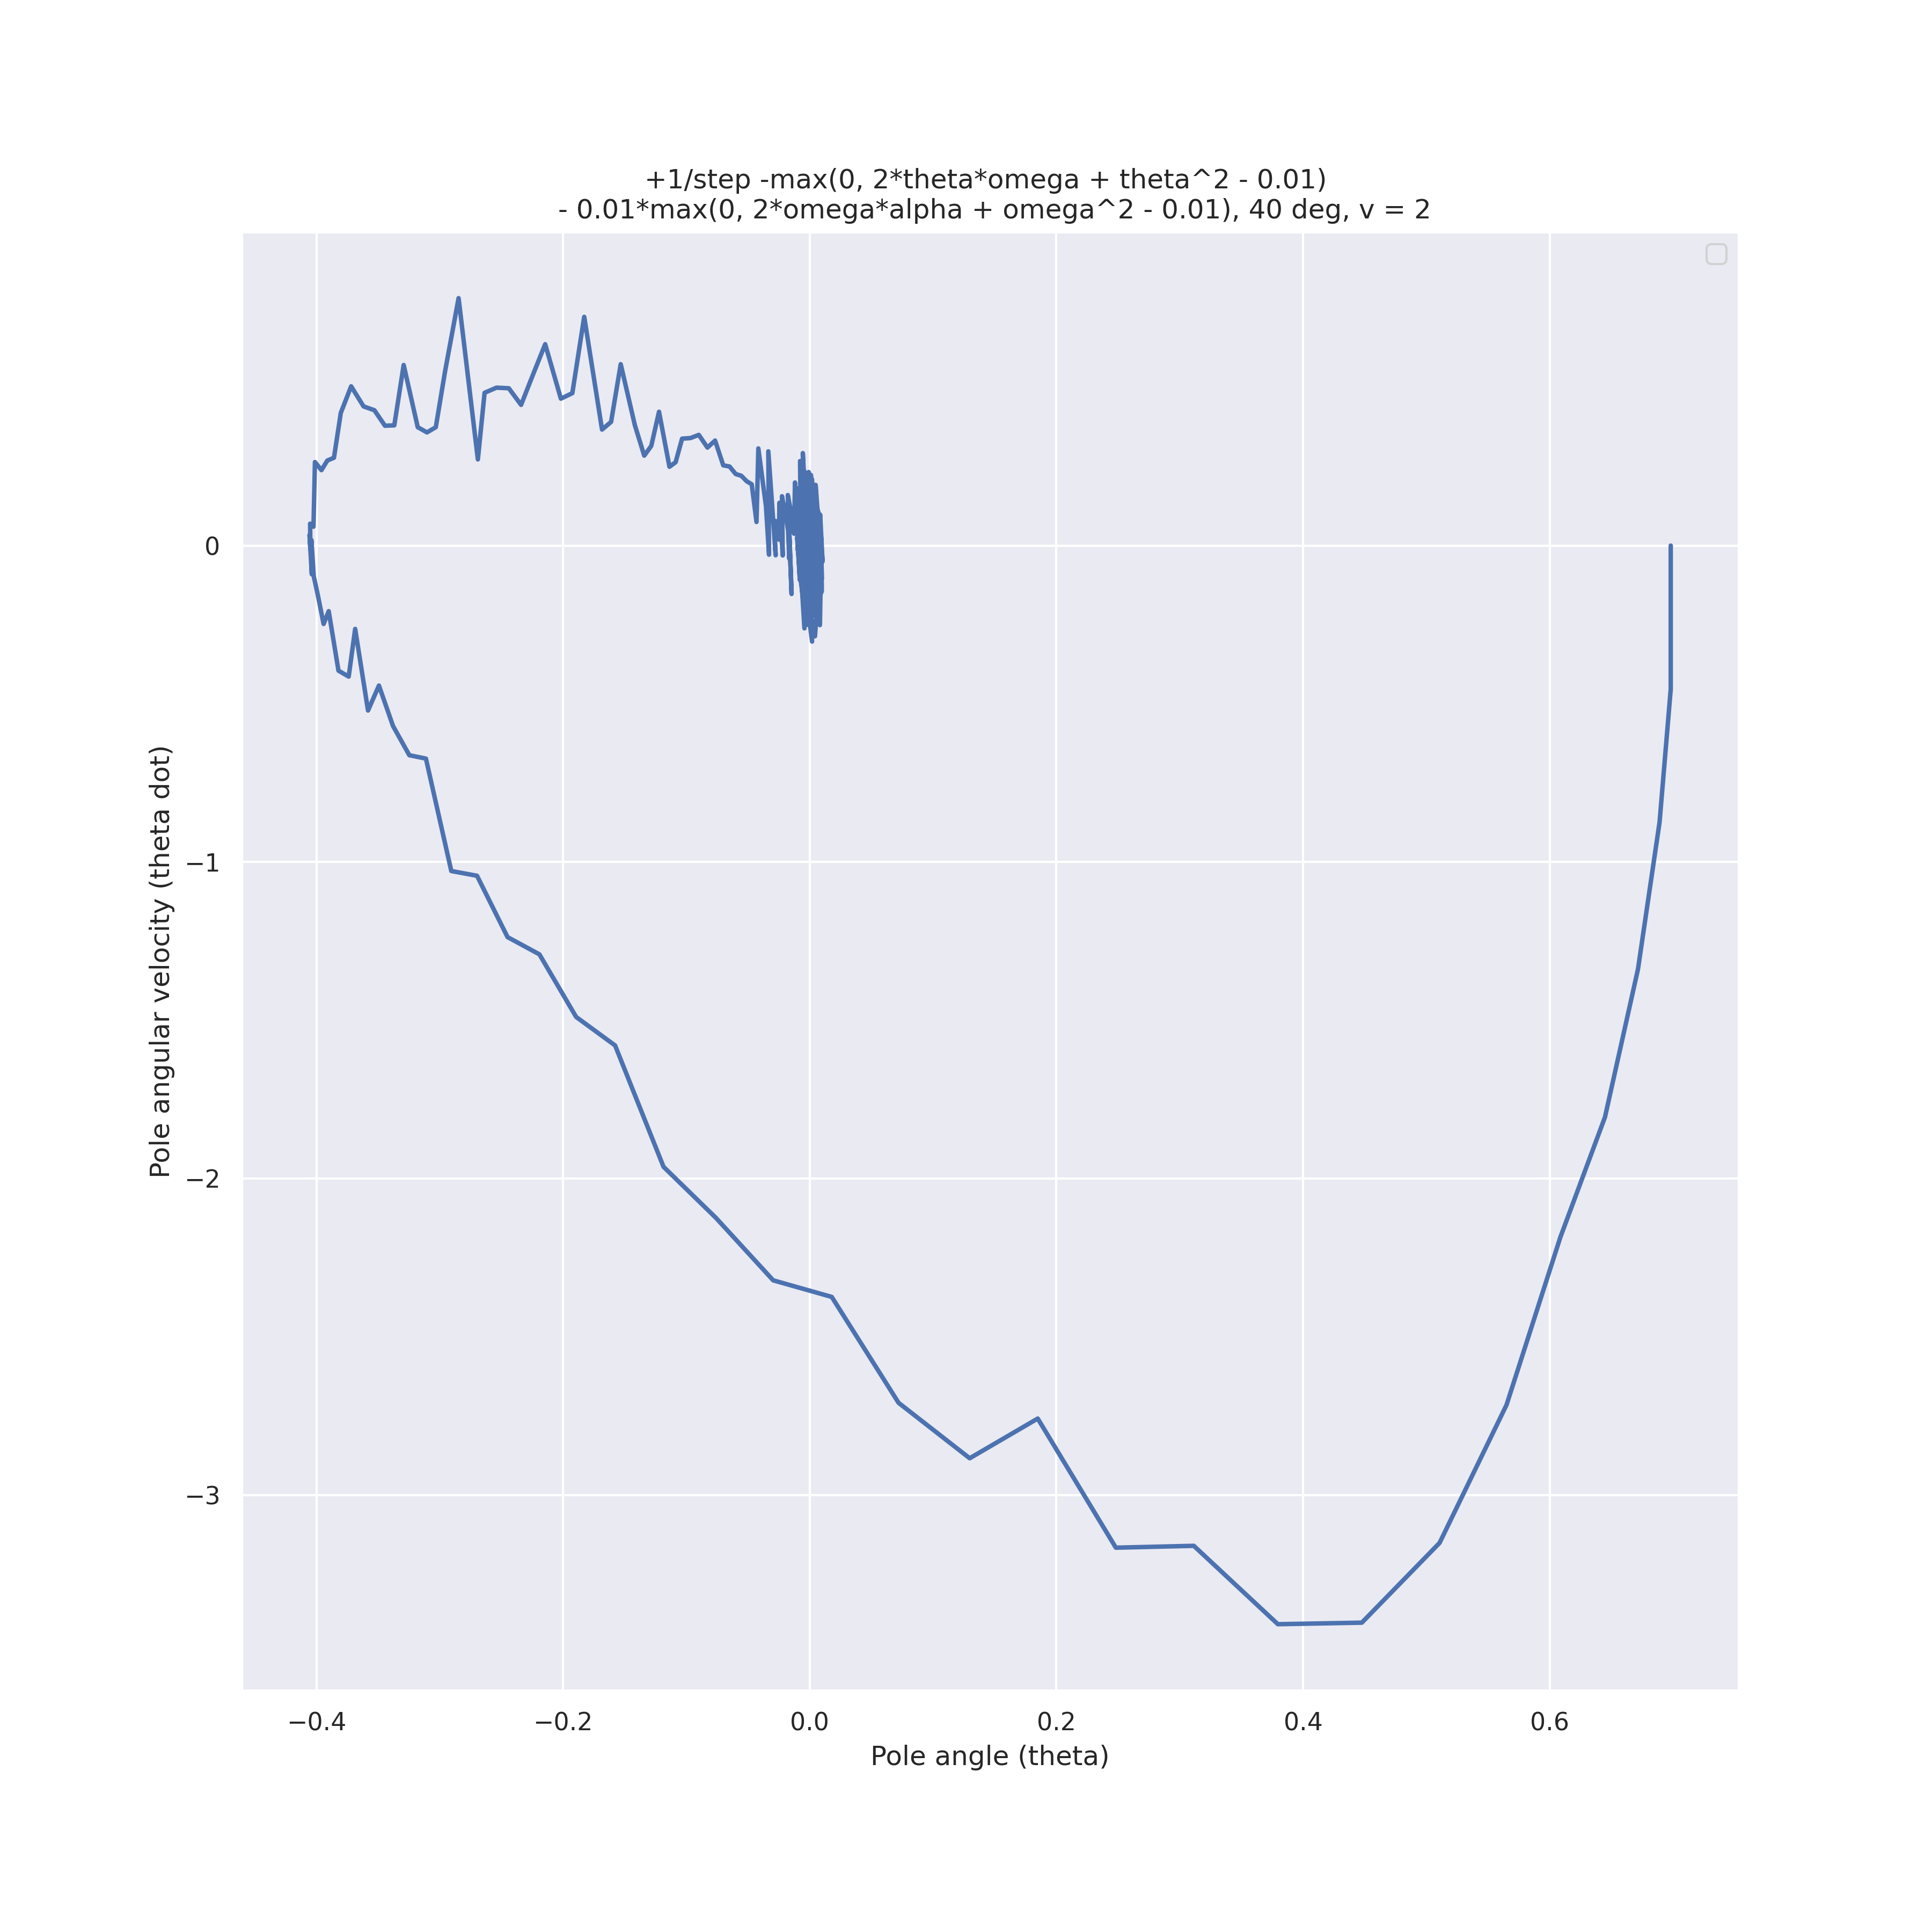 +1/step -max(0, 2*theta*omega + theta^2 - 0.01)
- 0.01*max(0, 2*omega*alpha + omega^2 - 0.01), 40 deg, v = 2
Pole angular velocity (theta dot)
0
−1
−2
−3
−0.4
−0.2
0.0
0.2
0.4
0.6
Pole angle (theta)